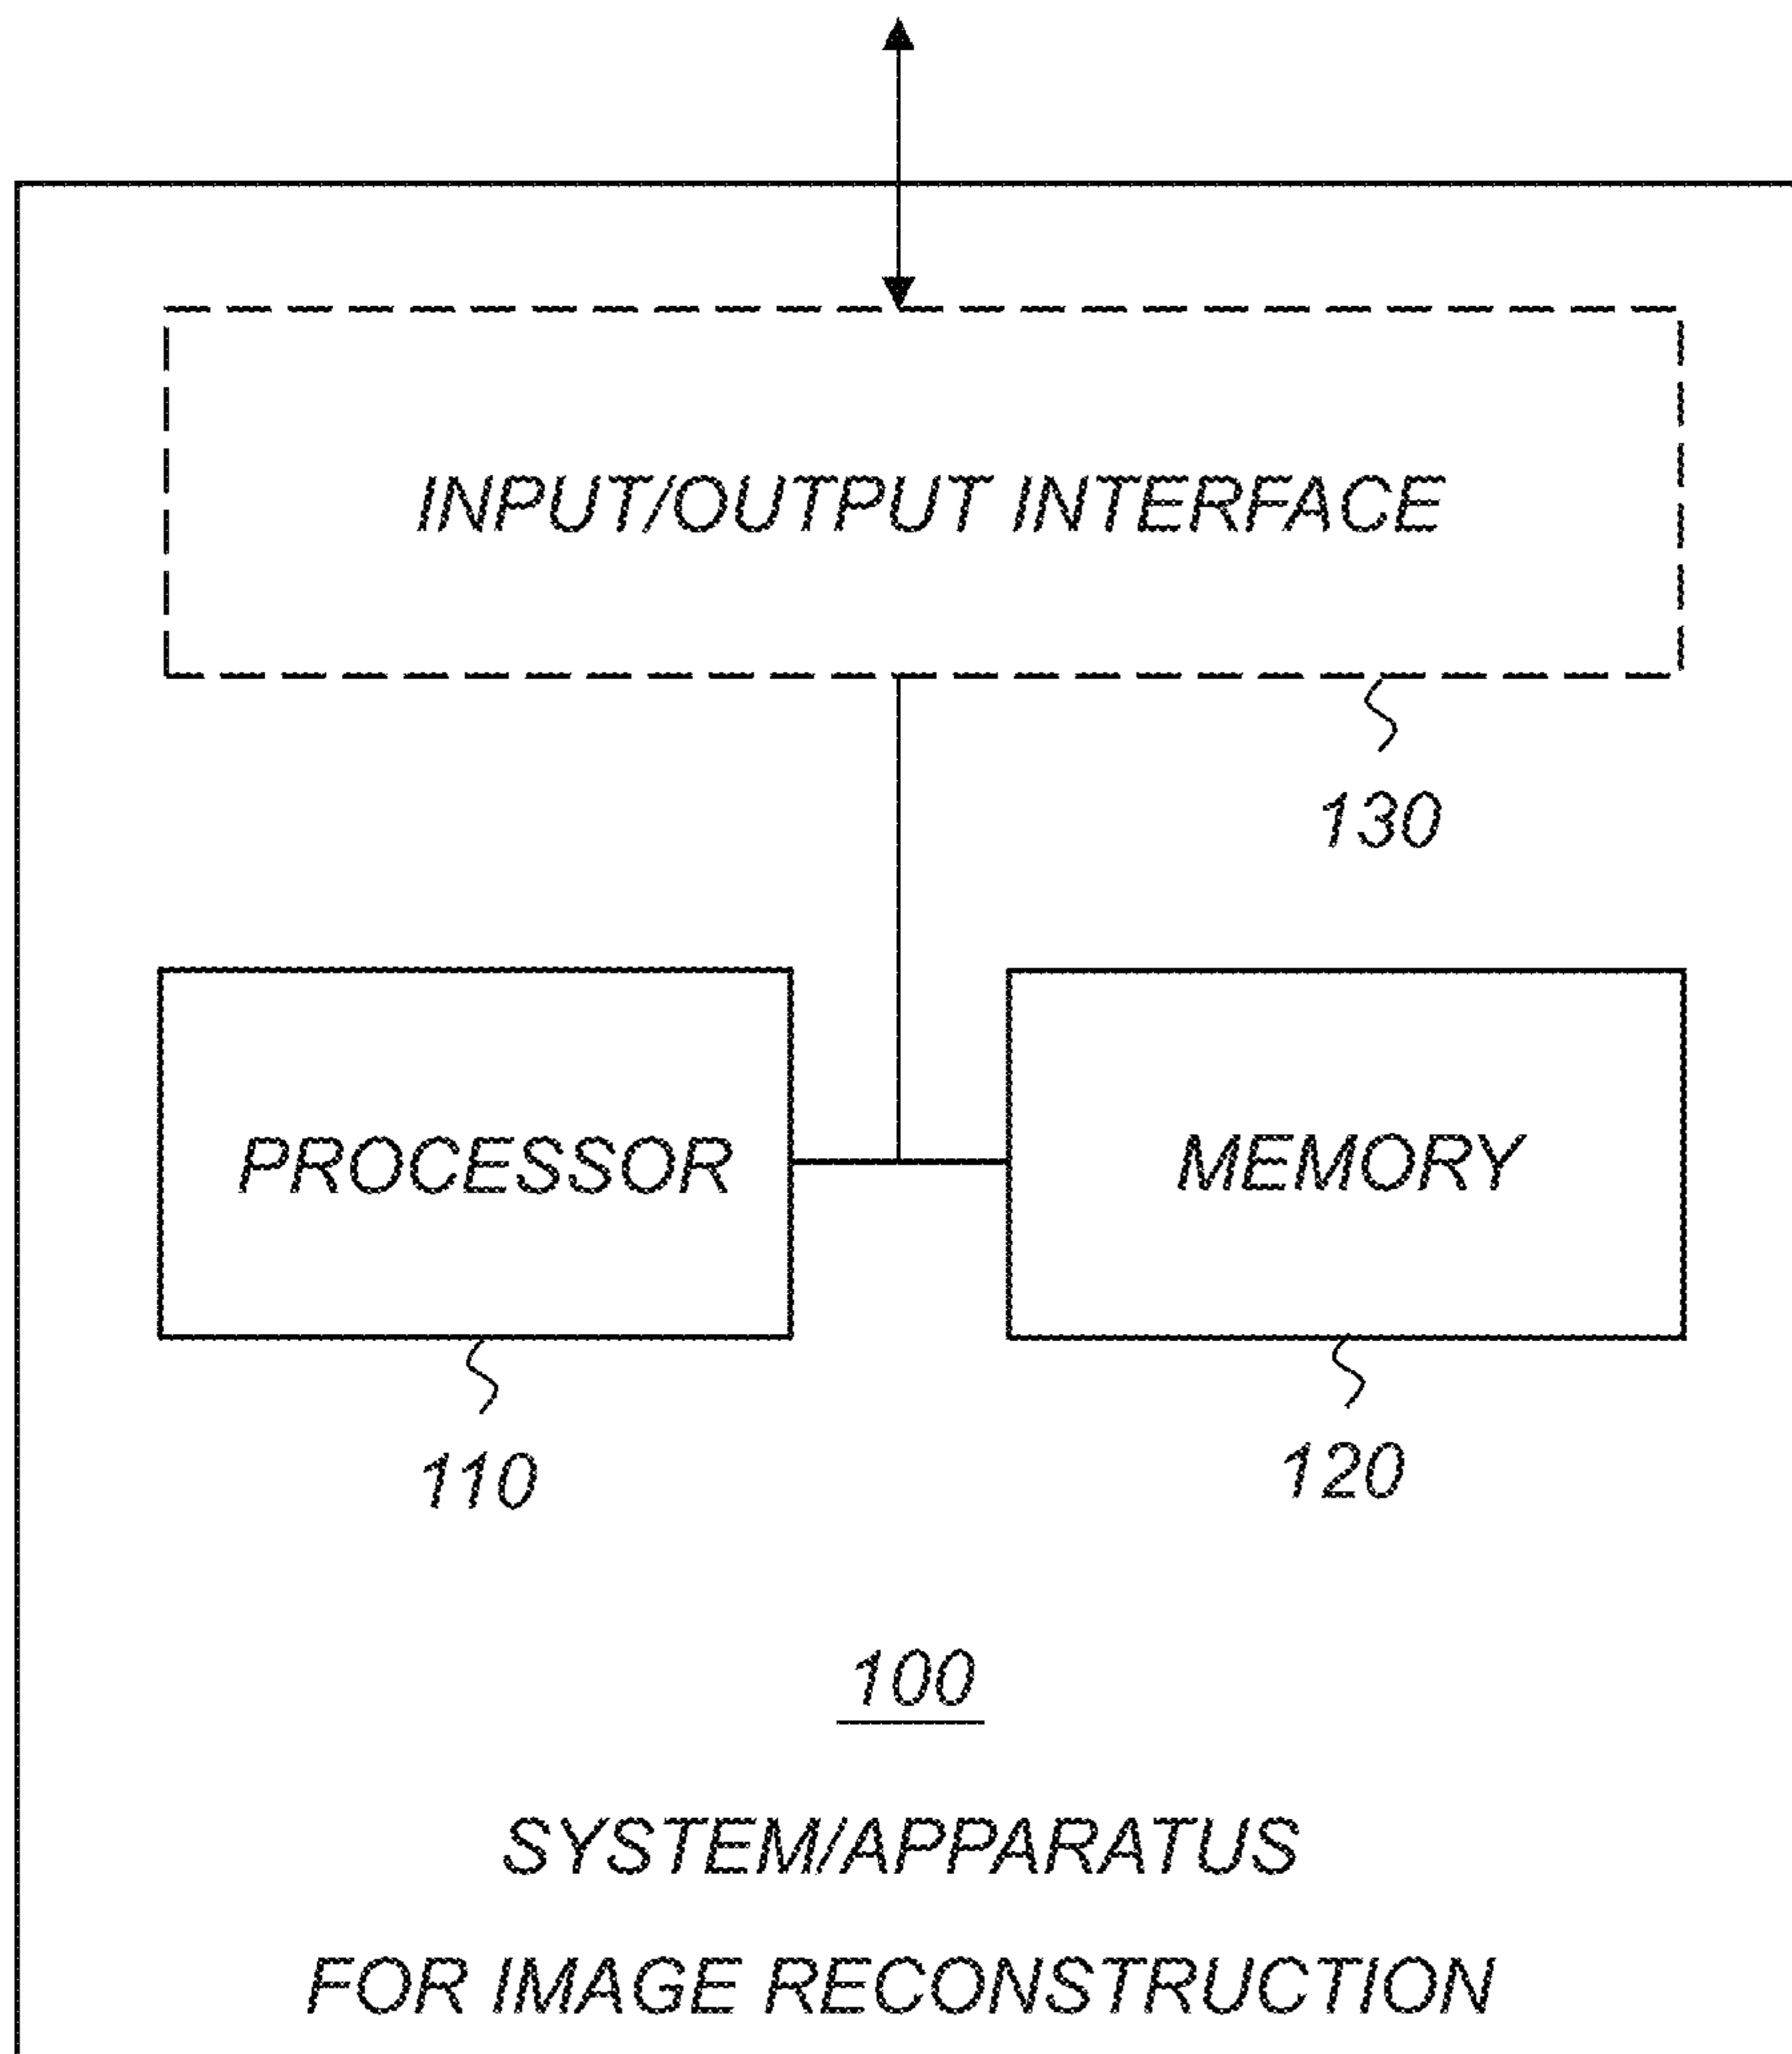 INPUT/OUTPUT INTERFACE
130
PROCESSOR
MEMORY
110
120
100
SYSTEM/APPARATUS
FOR IMAGE RECONSTRUCTION